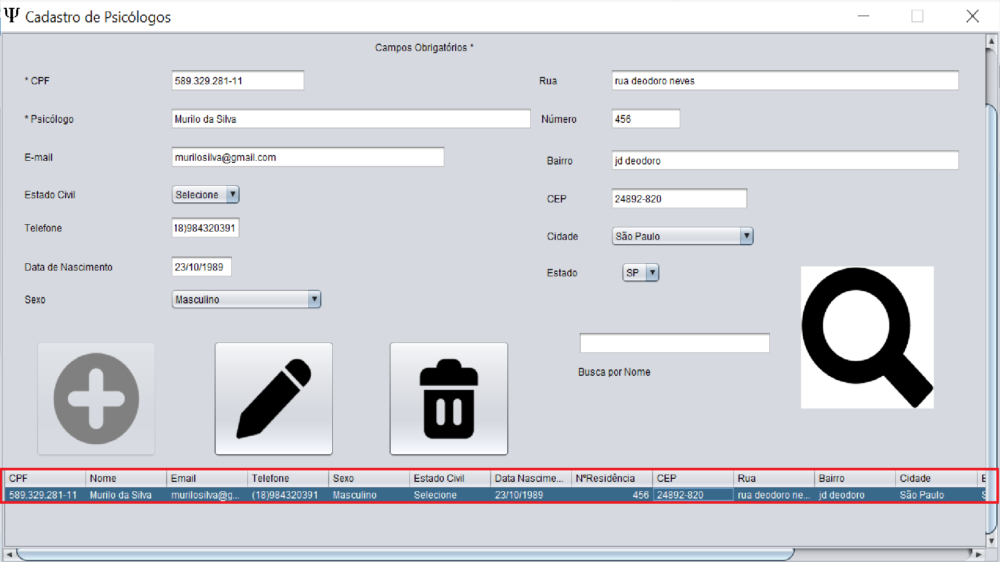 Ψ Cadastro de Psicólogos
Campos Obrigatórios *
* CPF 589.329.281-11
* Psicólogo Murilo da Silva
E-mail murilosilva@gmail.com
Estado Civil Selecione
Telefone 18)984320391
Data de Nascimento 23/10/1989
Sexo Masculino
Rua rua deodoro neves
Número 456
Bairro jd deodoro
CEP 24892-820
Cidade São Paulo
Estado SP
Busca por Nome
CPF Nome Email Telefone Sexo Estado Civil Data Nascime... NºResidência CEP Rua Bairro Cidade E
589.329.281-11 Murilo da Silva murilosilva@g... (18)984320391 Masculino Selecione 23/10/1989 456 24892-820 rua deodoro ne... jd deodoro São Paulo S